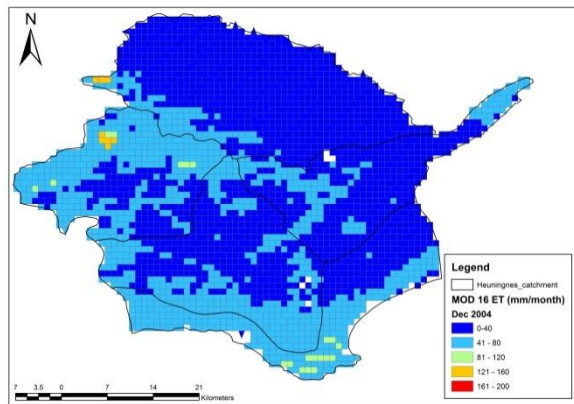 N
Legend
Heuningnes_catchment
MOD 16 ET (mm/month)
Dec 2004
0-40
41 - 80
81 - 120
121 - 160
161 - 200
7 3.5 0 7 14 21
Kilometers